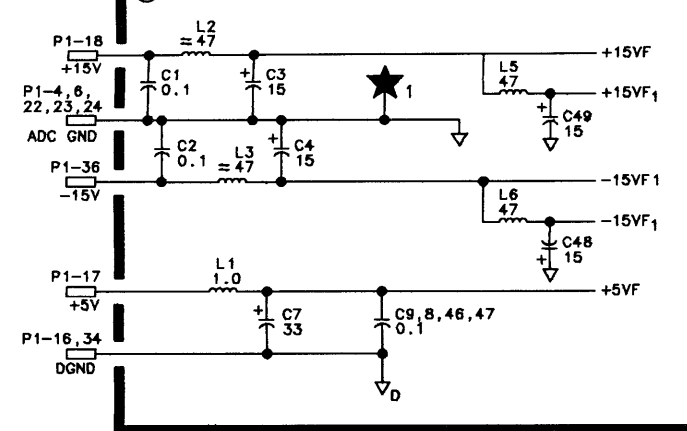 P1-18
+15V
L2
≈47
+15VF
C1
0.1
+
C3
15
1
L5
47
+15VF1
+
C49
15
P1-4,6,
22,23,24
ADC GND
C2
0.1
L3
≈47
+
C4
15
P1-36
-15V
-15VF1
L6
47
-15VF1
C48
+
15
P1-17
+5V
L1
1.0
+5VF
+
C7
33
C9,8,46,47
0.1
P1-16,34
DGND
D